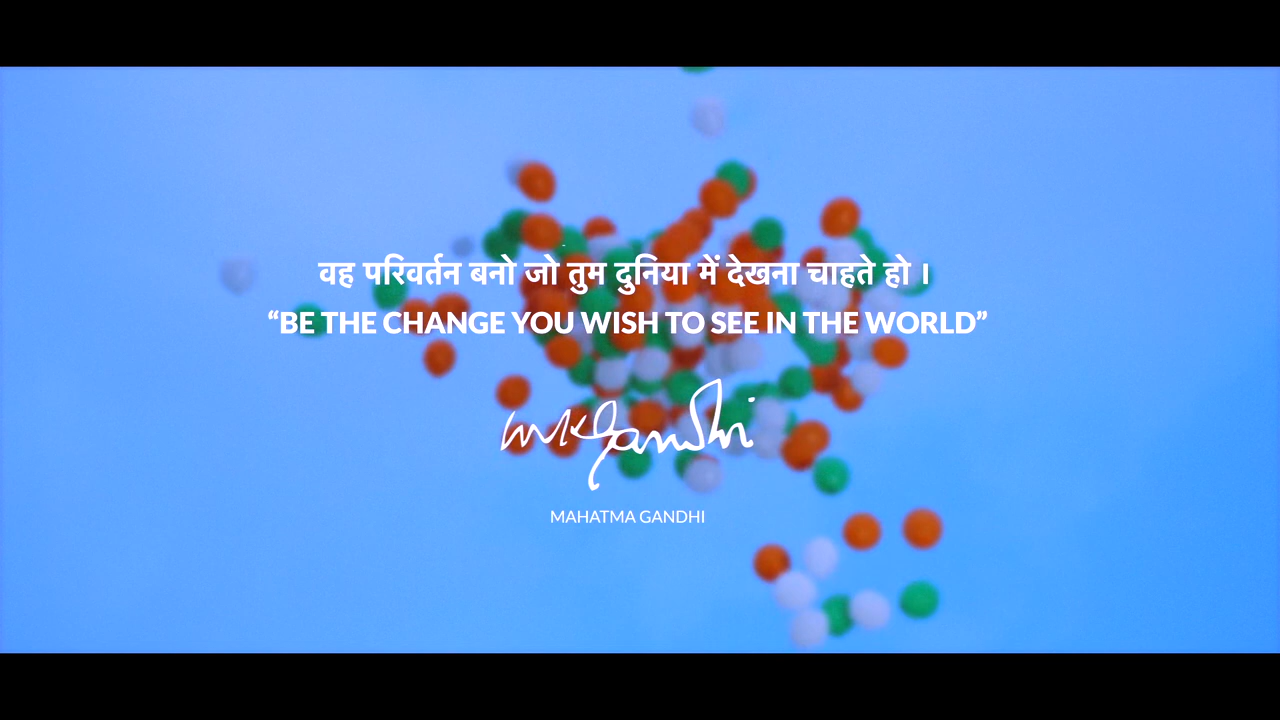 वह परिवर्तन बनो जो तुम दुनिया में देखना चाहते हो ।
“BE THE CHANGE YOU WISH TO SEE IN THE WORLD”
MKGandhi
MAHATMA GANDHI